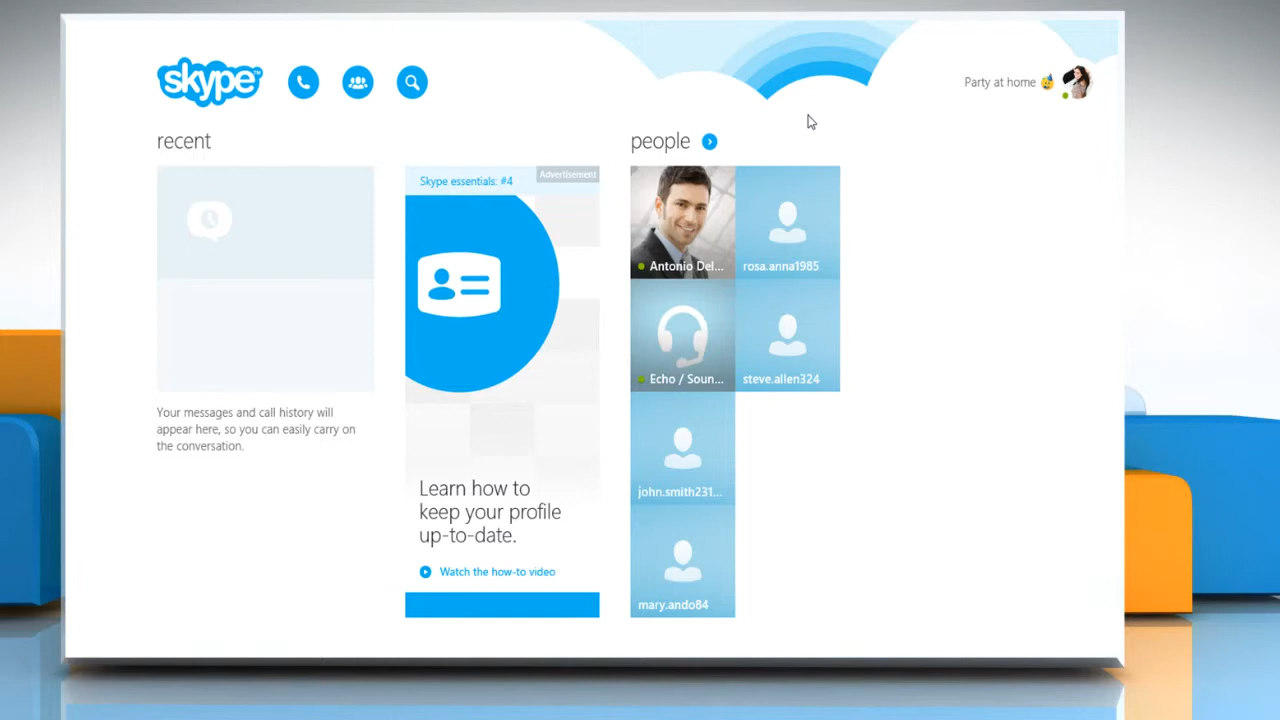 skype™
Party at home
recent
people
Skype essentials: #4
Advertisement
Antonio Del...
rosa.anna1985
Echo / Soun...
steve.allen324
Your messages and call history will
appear here, so you can easily carry on
the conversation.
john.smith231...
Learn how to
keep your profile
up-to-date.
Watch the how-to video
mary.ando84